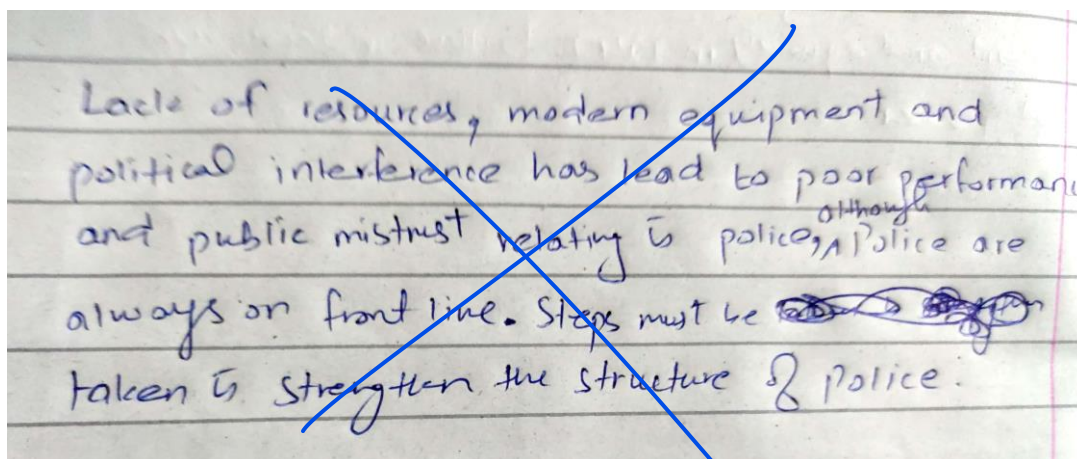 Lack of resources, modern equipment and
political interference has lead to poor performan
although
and public mistrust relating to police, Police are
always on front line. Steps must be
taken to strengthen the structure of police.